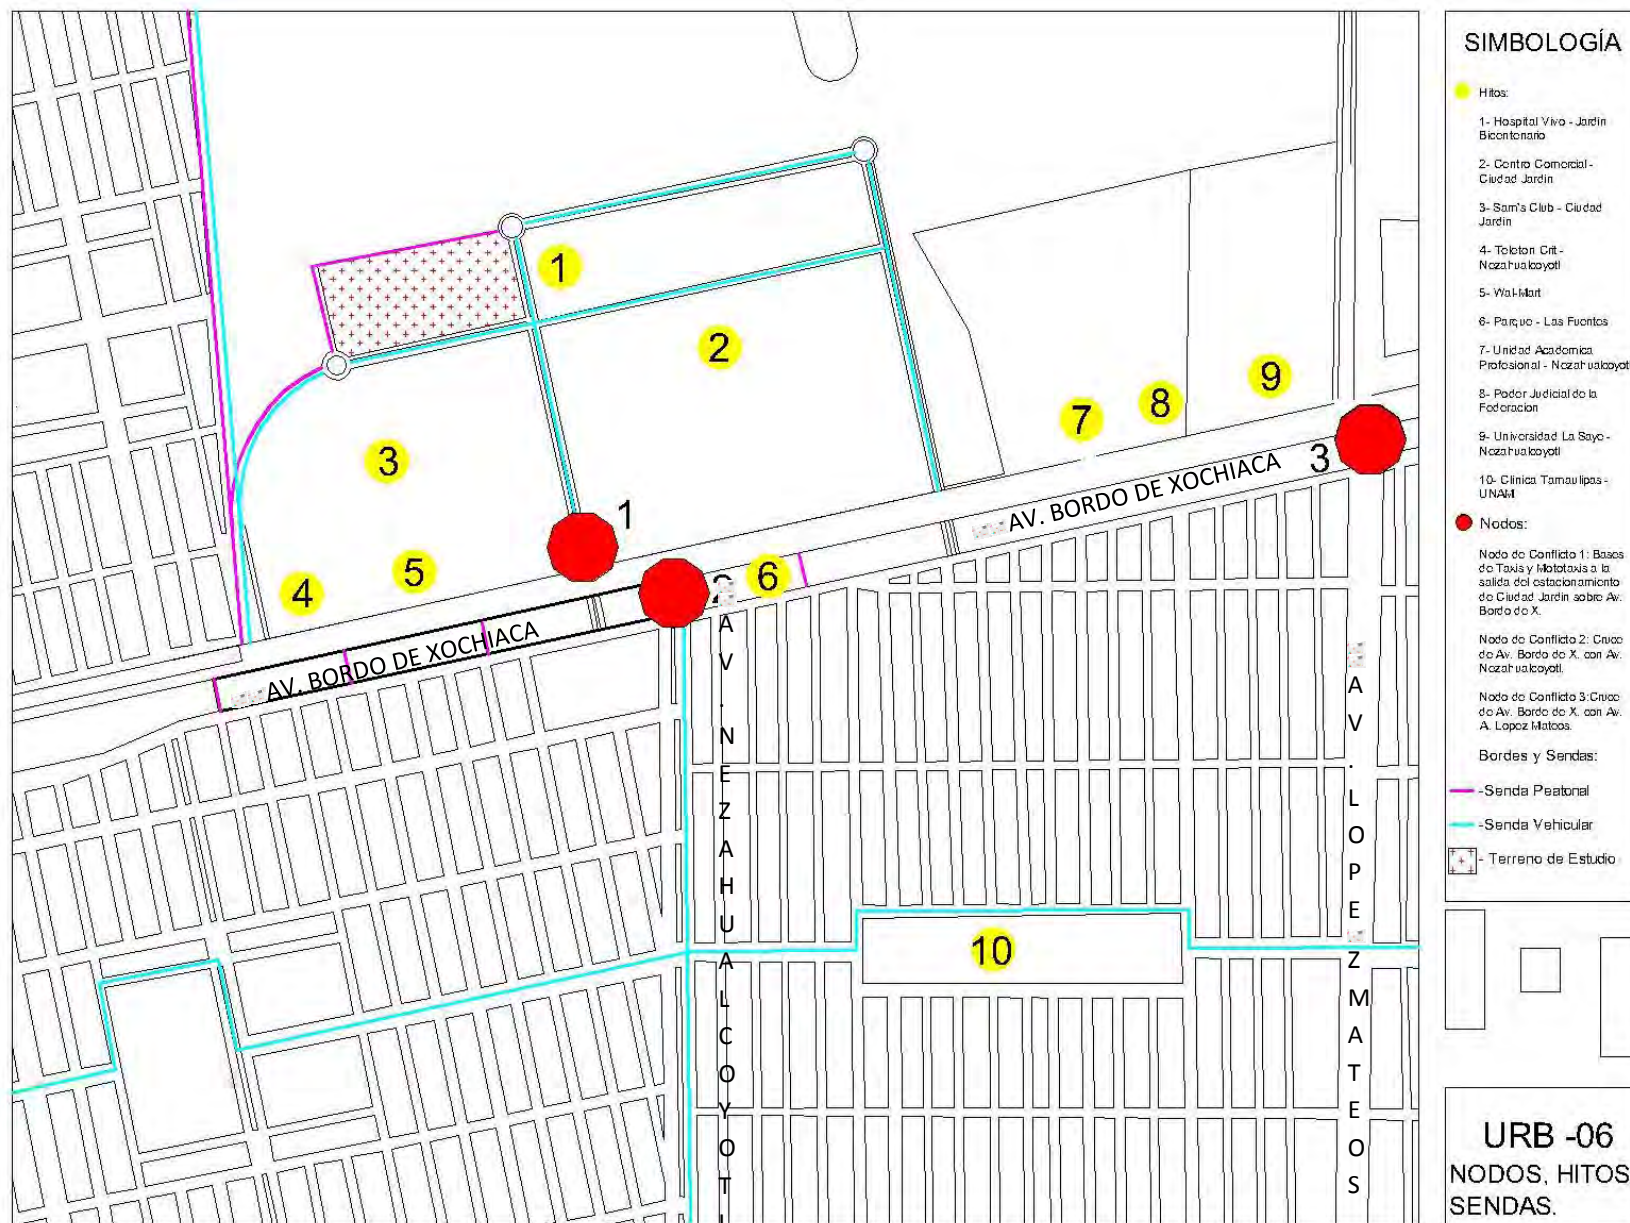 1
2
3
4
5
6
7
8
9
10
1
2
3
AV. BORDO DE XOCHIACA
AV. BORDO DE XOCHIACA
AV. NEZAHUALCOYOTL
AV. LOPEZ MATEOS
SIMBOLOGÍA
Hitos:
1- Hospital Vivo - Jardin
Bicentenario
2- Centro Comercial -
Ciudad Jardin
3- Sam's Club - Ciudad
Jardin
4- Teleton Crit -
Nezahualcoyotl
5- Wal-Mart
6- Parque - Las Fuentes
7- Unidad Academica
Profesional - Nezahualcoyotl
8- Poder Judicial de la
Federacion
9- Universidad La Saye -
Nezahualcoyotl
10- Clinica Tamaulipas -
UNAM
Nodos:
Nodo de Conflicto 1: Bases
de Taxis y Mototaxis a la
salida del estacionamiento
de Ciudad Jardin sobre Av.
Bordo de X.
Nodo de Conflicto 2: Cruce
de Av. Bordo de X. con Av.
Nezahualcoyotl.
Nodo de Conflicto 3:Cruce
de Av. Bordo de X. con Av.
A. Lopez Mateos.
Bordes y Sendas:
-Senda Peatonal
-Senda Vehicular
- Terreno de Estudio
URB -06
NODOS, HITOS
SENDAS.